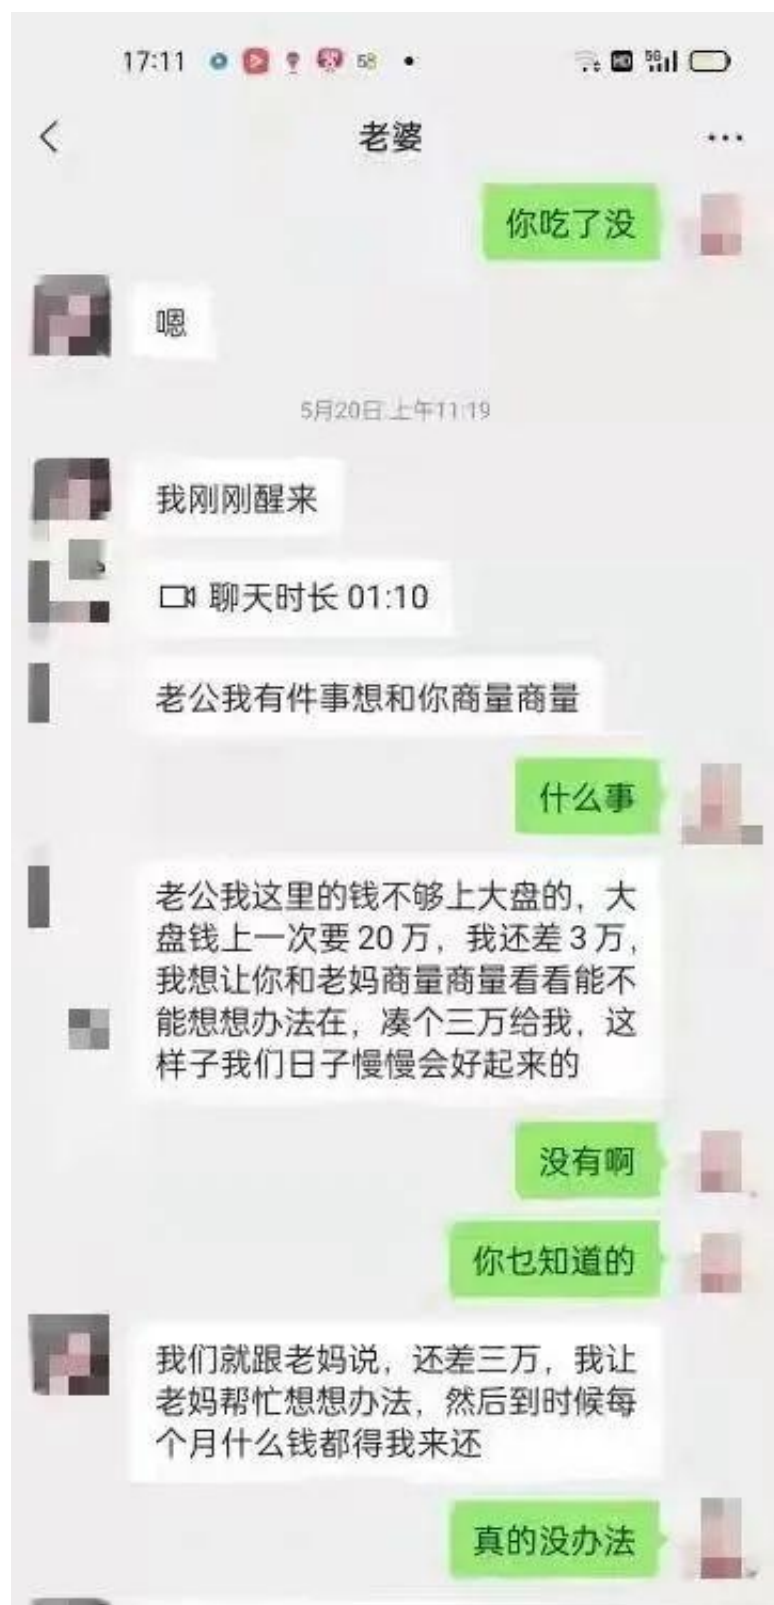 17:11
58
HD
5G
老婆
你吃了没
嗯
5月20日 上午11:19
我刚刚醒来
聊天时长 01:10
老公我有件事想和你商量商量
什么事
老公我这里的钱不够上大盘的，大
盘钱上一次要 20 万，我还差 3 万，
我想让你和老妈商量商量看看能不
能想想办法在，凑个三万给我，这
样子我们日子慢慢会好起来的
没有啊
你乜知道的
我们就跟老妈说，还差三万，我让
老妈帮忙想想办法，然后到时候每
个月什么钱都得我来还
真的没办法